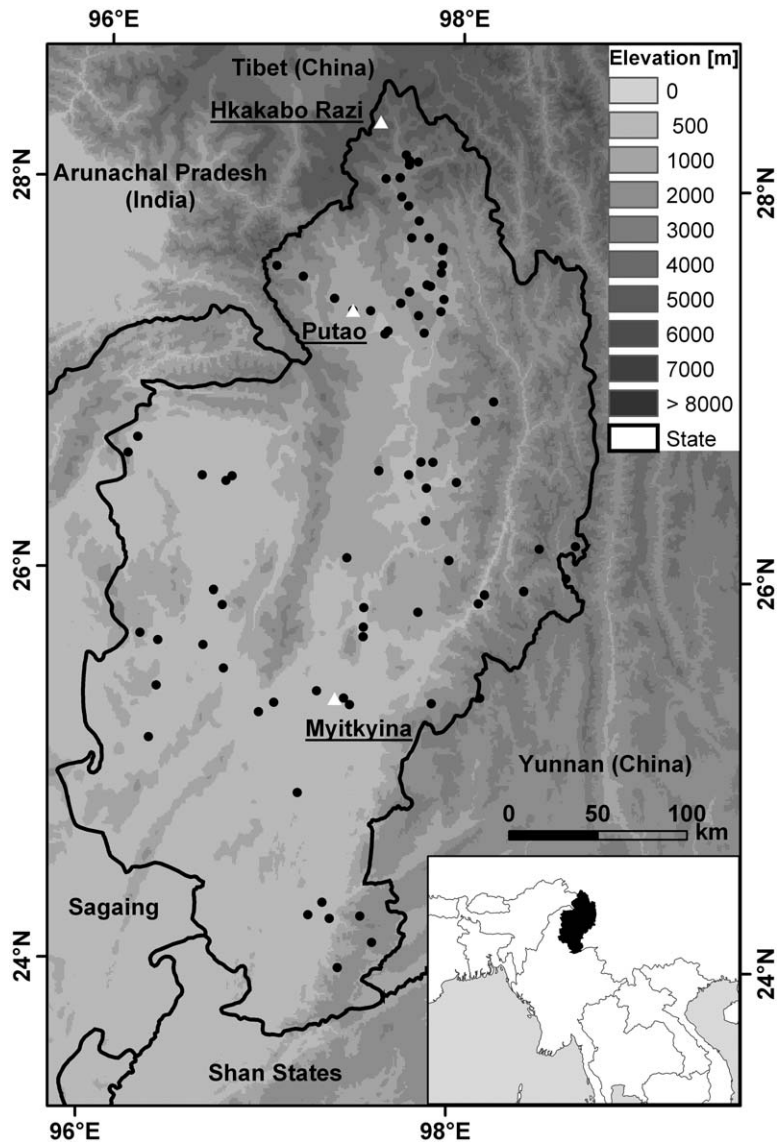 96°E
98°E
Tibet (China)
Hkakabo Razi
Arunachal Pradesh
(India)
28°N
28°N
Elevation [m]
0
500
1000
2000
3000
4000
5000
6000
7000
> 8000
State
Putao
26°N
26°N
Myitkyina
Yunnan (China)
0
50
100
km
Sagaing
24°N
24°N
Shan States
96°E
98°E